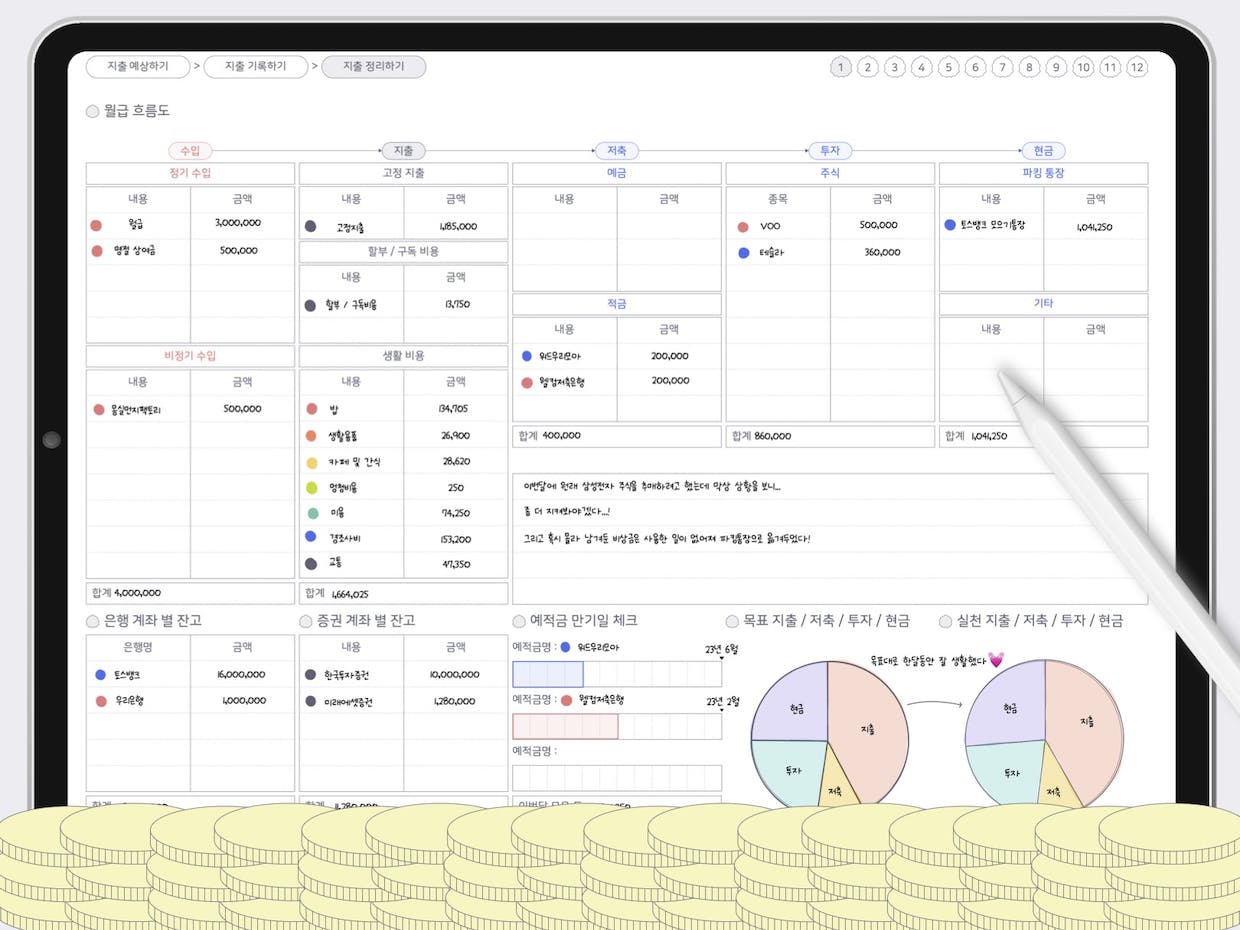 지출 예상하기 > 지출 기록하기 > 지출 정리하기
1 2 3 4 5 6 7 8 9 10 11 12
월급 흐름도
수입 지출 저축 투자 현금
정기 수입
내용 금액
월급 3,000,000
명절 상여금 500,000
비정기 수입
내용 금액
몽실먼지팩토리 500,000
합계 4,000,000
고정 지출
내용 금액
고정지출 1,185,000
할부 / 구독 비용
내용 금액
할부 / 구독비용 13,750
생활 비용
내용 금액
밥 134,705
생활용품 26,900
카페 및 간식 28,620
멍청비용 250
미용 74,250
경조사비 153,200
교통 47,350
합계 1,664,025
예금
내용 금액
적금
내용 금액
위드우리모아 200,000
웰컴저축은행 200,000
합계 400,000
주식
종목 금액
VOO 500,000
테슬라 360,000
합계 860,000
파킹 통장
내용 금액
토스뱅크 모으기통장 1,041,250
기타
내용 금액
합계 1,041,250
이번달에 원래 삼성전자 주식을 추매하려고 했는데 막상 상황을 보니...
좀 더 지켜봐야겠다...!
그리고 혹시 몰라 남겨둔 비상금은 사용한 일이 없어져 파킹통장으로 옮겨두었다!
은행 계좌 별 잔고
은행명 금액
토스뱅크 16,000,000
우리은행 1,000,000
증권 계좌 별 잔고
내용 금액
한국투자증권 10,000,000
미래에셋증권 1,280,000
합계 11,280,000
예적금 만기일 체크
예적금명 : 위드우리모아 23년 6월
예적금명 : 웰컴저축은행 23년 2월
예적금명 :
목표 지출 / 저축 / 투자 / 현금
실천 지출 / 저축 / 투자 / 현금
목표대로 한달동안 잘 생활했다
현금 지출
투자 저축
현금 지출
투자 저축